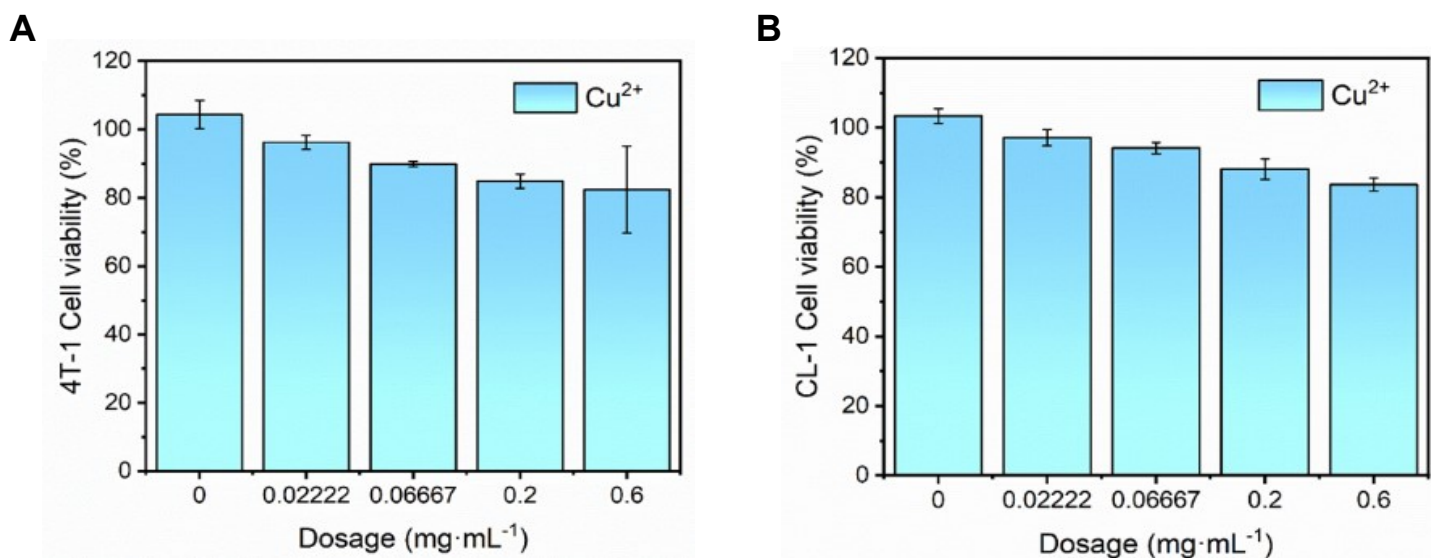 A
B
120
100
80
60
40
20
0
4T-1 Cell viability (%)
Cu²⁺
0 0.02222 0.06667 0.2 0.6
Dosage (mg·mL⁻¹)
120
100
80
60
40
20
0
CL-1 Cell viability (%)
Cu²⁺
0 0.02222 0.06667 0.2 0.6
Dosage (mg·mL⁻¹)